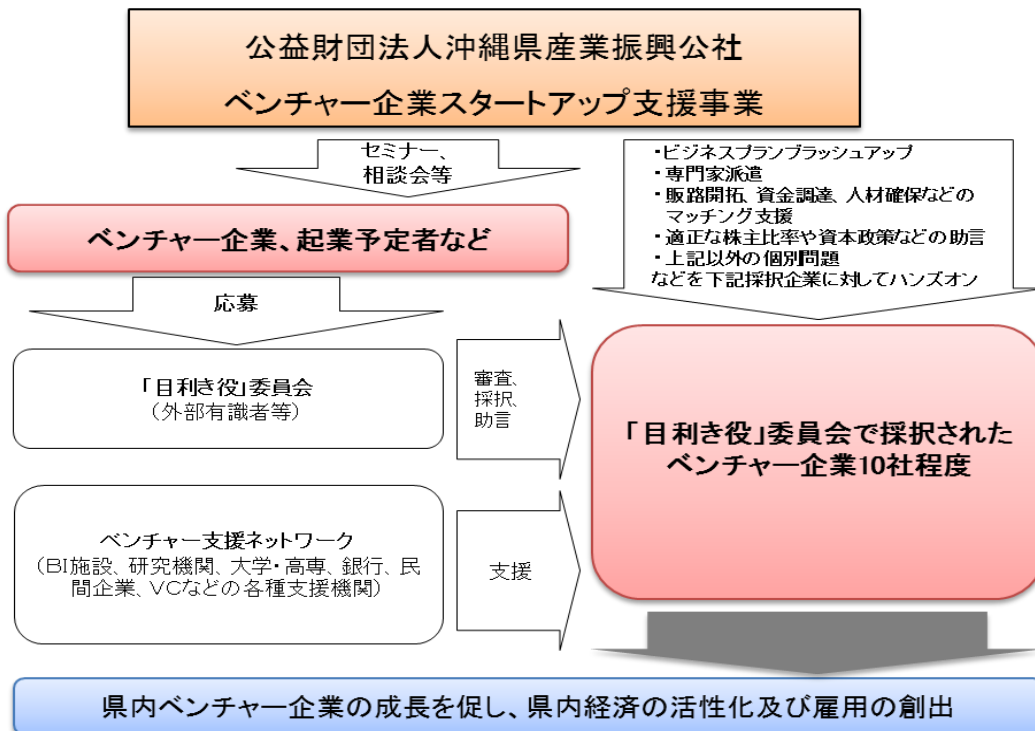 公益財団法人沖縄県産業振興公社
ベンチャー企業スタートアップ支援事業
セミナー、
相談会等
・ビジネスプランブラッシュアップ
・専門家派遣
・販路開拓、資金調達、人材確保などの
マッチング支援
・適正な株主比率や資本政策などの助言
・上記以外の個別問題
などを下記採択企業に対してハンズオン
ベンチャー企業、起業予定者など
応募
「目利き役」委員会
（外部有識者等）
審査、
採択、
助言
「目利き役」委員会で採択された
ベンチャー企業10社程度
ベンチャー支援ネットワーク
（BI施設、研究機関、大学・高専、銀行、民
間企業、VCなどの各種支援機関）
支援
県内ベンチャー企業の成長を促し、県内経済の活性化及び雇用の創出